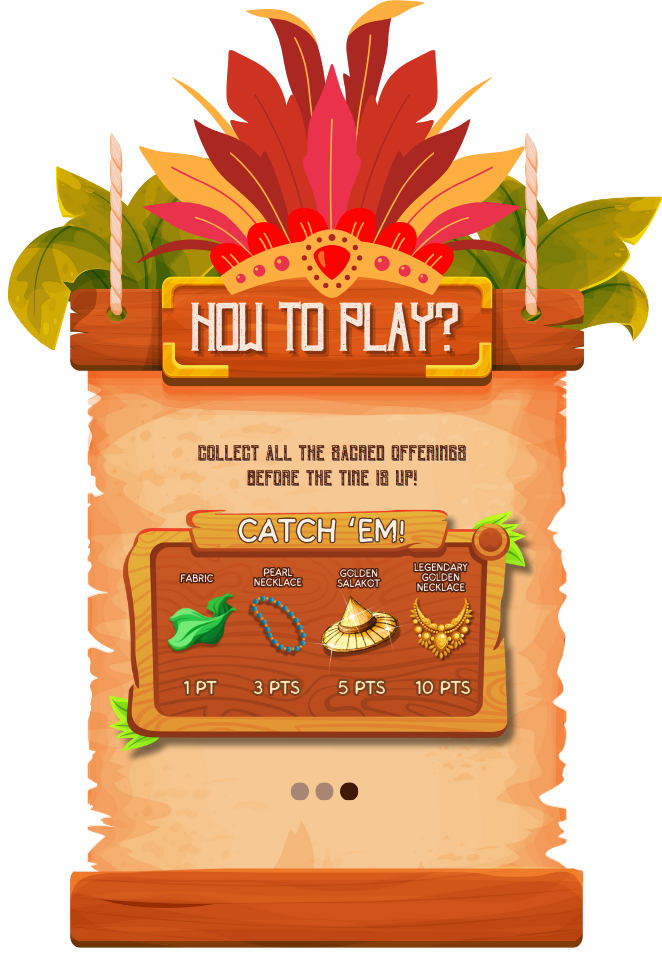 HOW TO PLAY?
COLLECT ALL THE SACRED OFFERINGS
BEFORE THE TIME IS UP!
CATCH ‘EM!
FABRIC
PEARL
NECKLACE
GOLDEN
SALAKOT
LEGENDARY
GOLDEN
NECKLACE
1 PT
3 PTS
5 PTS
10 PTS